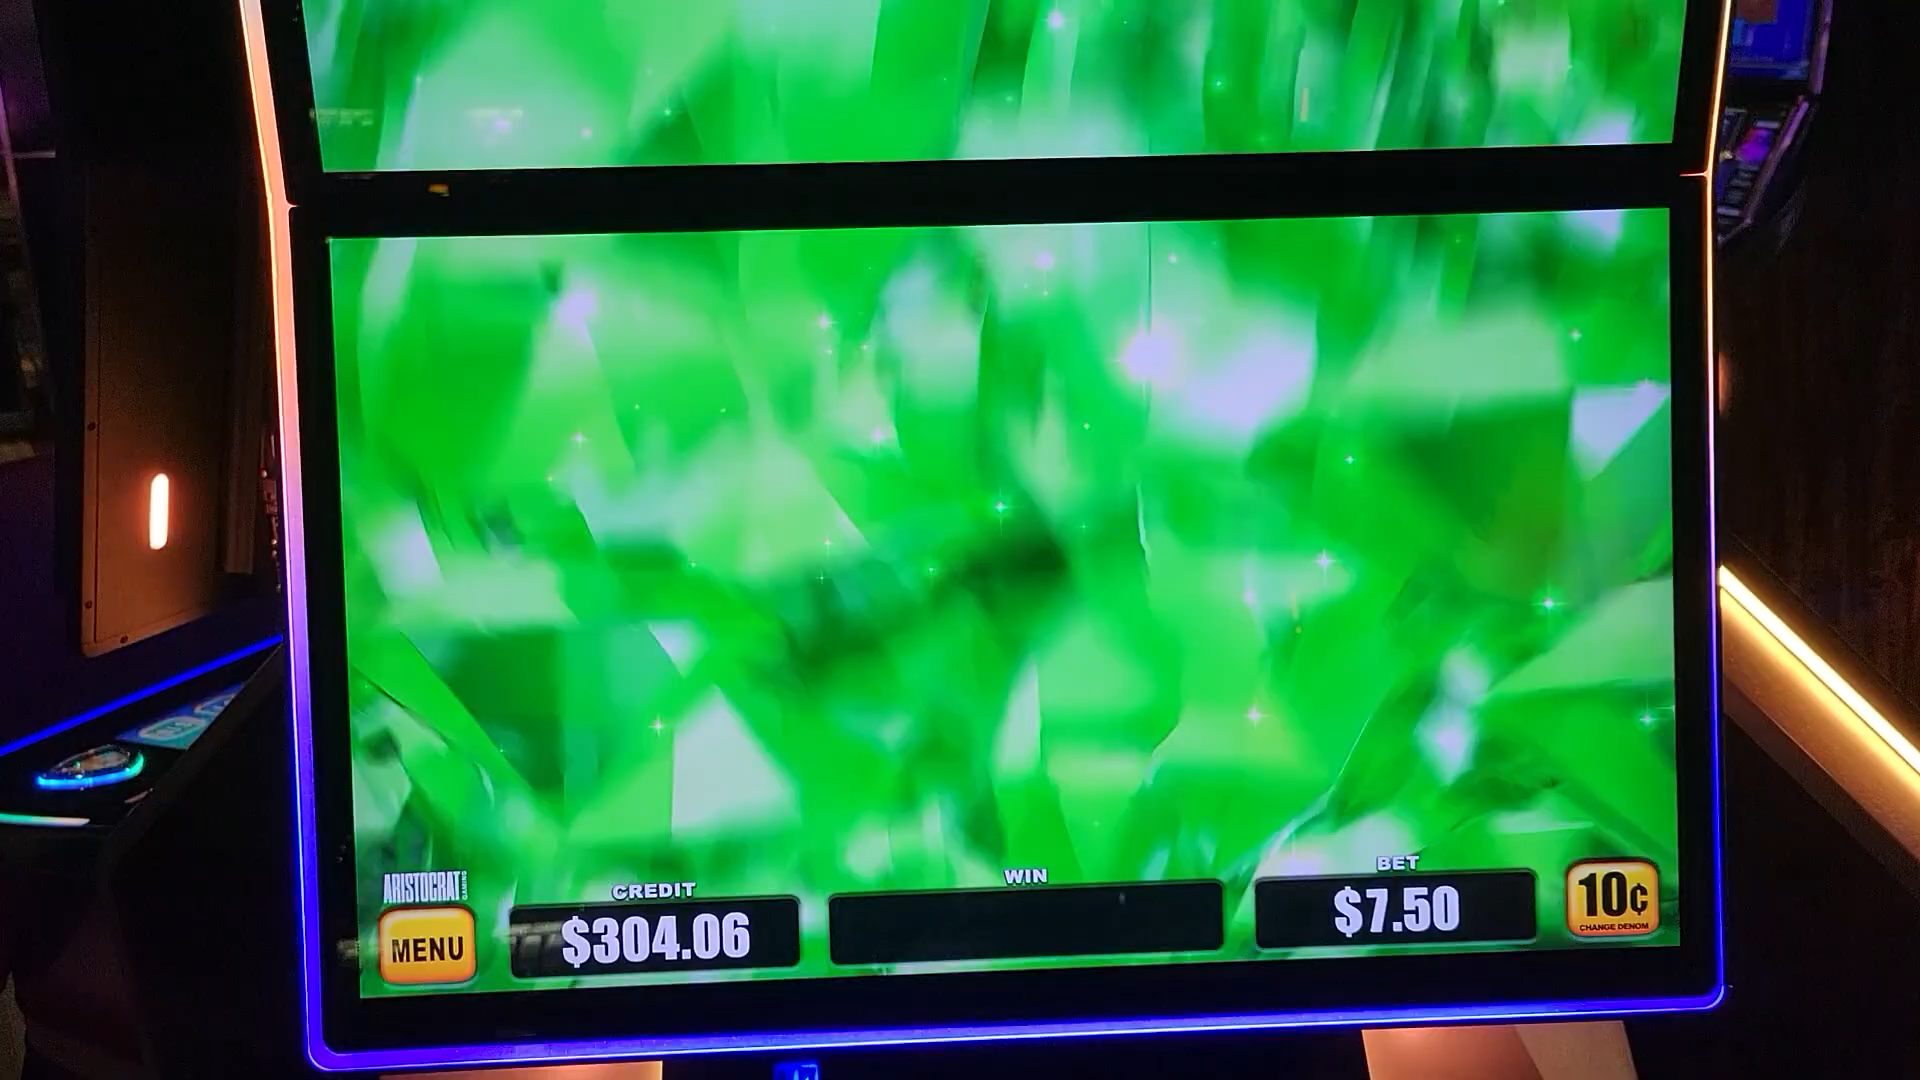 ARISTOCRAT
GAMING
MENU
CREDIT
$304.06
WIN
BET
$7.50
10¢
CHANGE DENOM